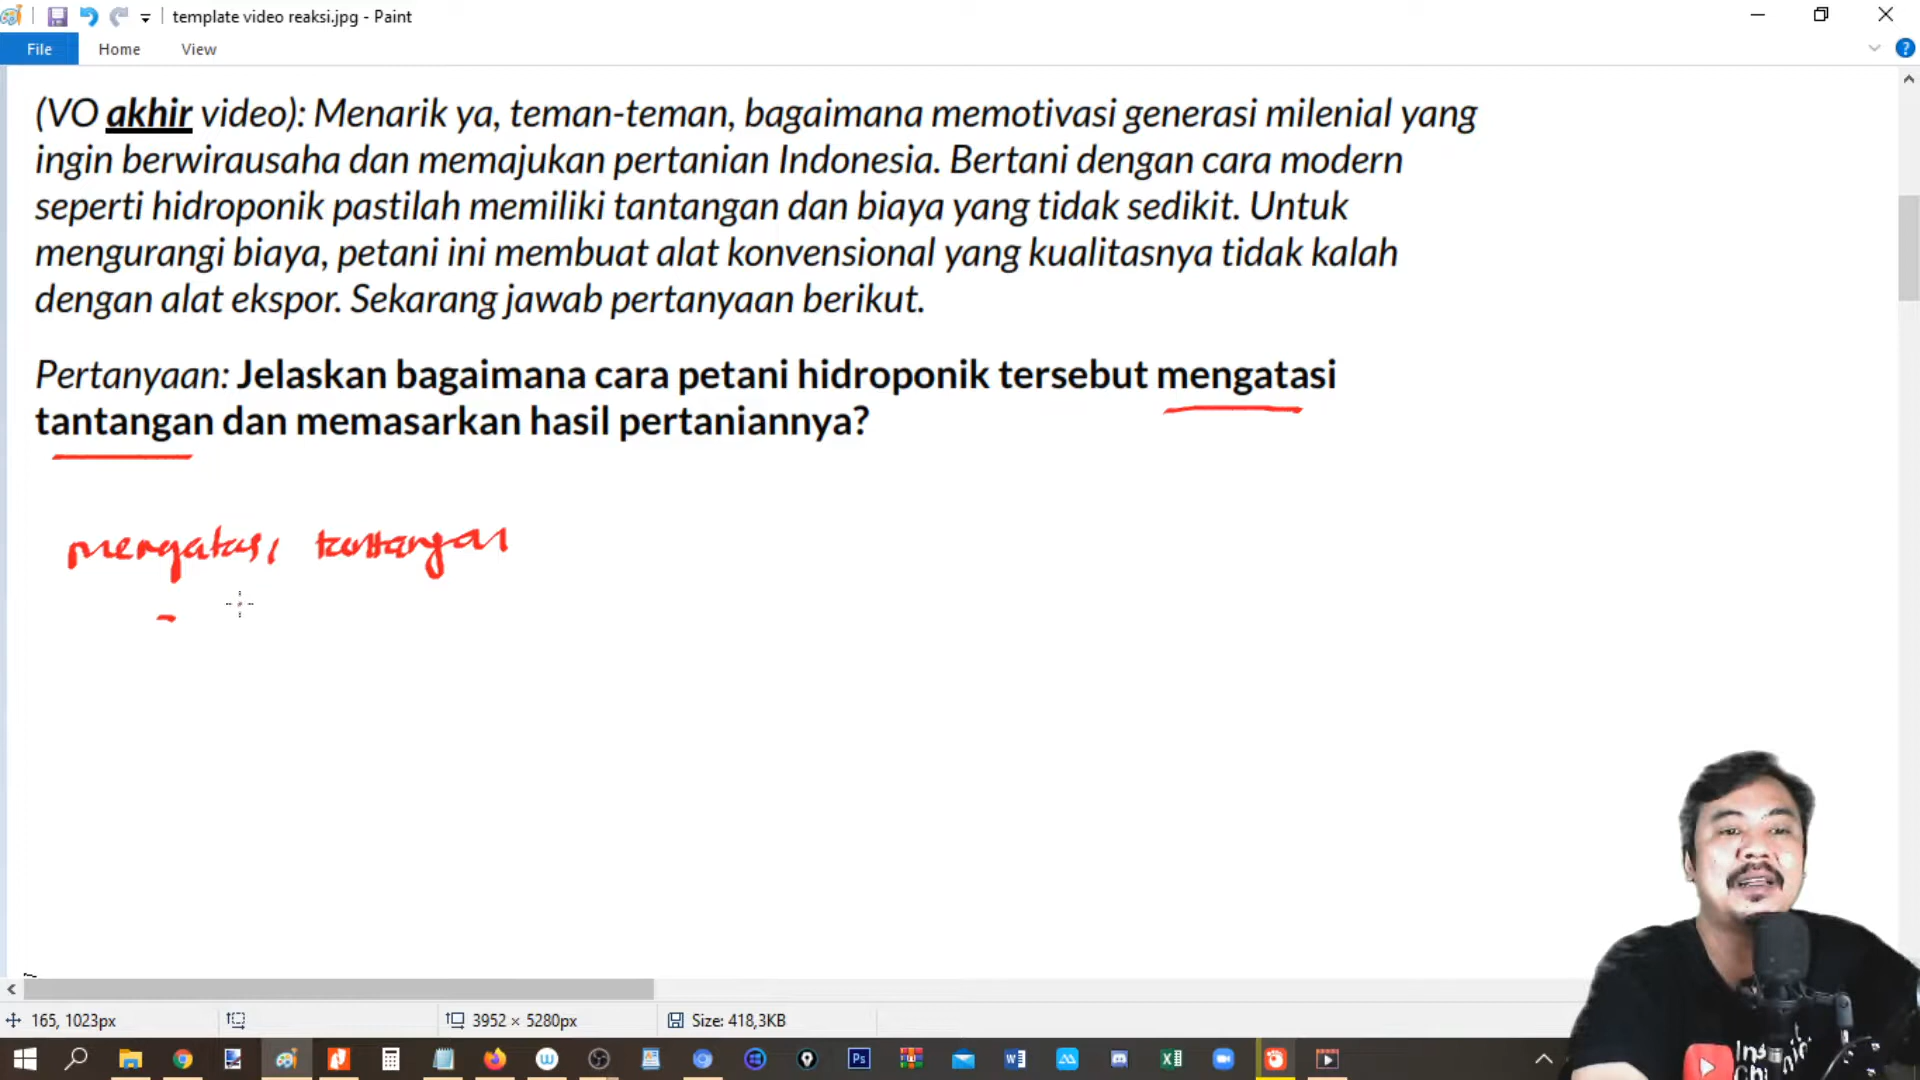 template video reaksi.jpg - Paint
File Home View
(VO akhir video): Menarik ya, teman-teman, bagaimana memotivasi generasi milenial yang
ingin berwirausaha dan memajukan pertanian Indonesia. Bertani dengan cara modern
seperti hidroponik pastilah memiliki tantangan dan biaya yang tidak sedikit. Untuk
mengurangi biaya, petani ini membuat alat konvensional yang kualitasnya tidak kalah
dengan alat ekspor. Sekarang jawab pertanyaan berikut.
Pertanyaan: Jelaskan bagaimana cara petani hidroponik tersebut mengatasi
tantangan dan memasarkan hasil pertaniannya?
mengatasi tantangan
-
165, 1023px 3952 × 5280px Size: 418,3KB